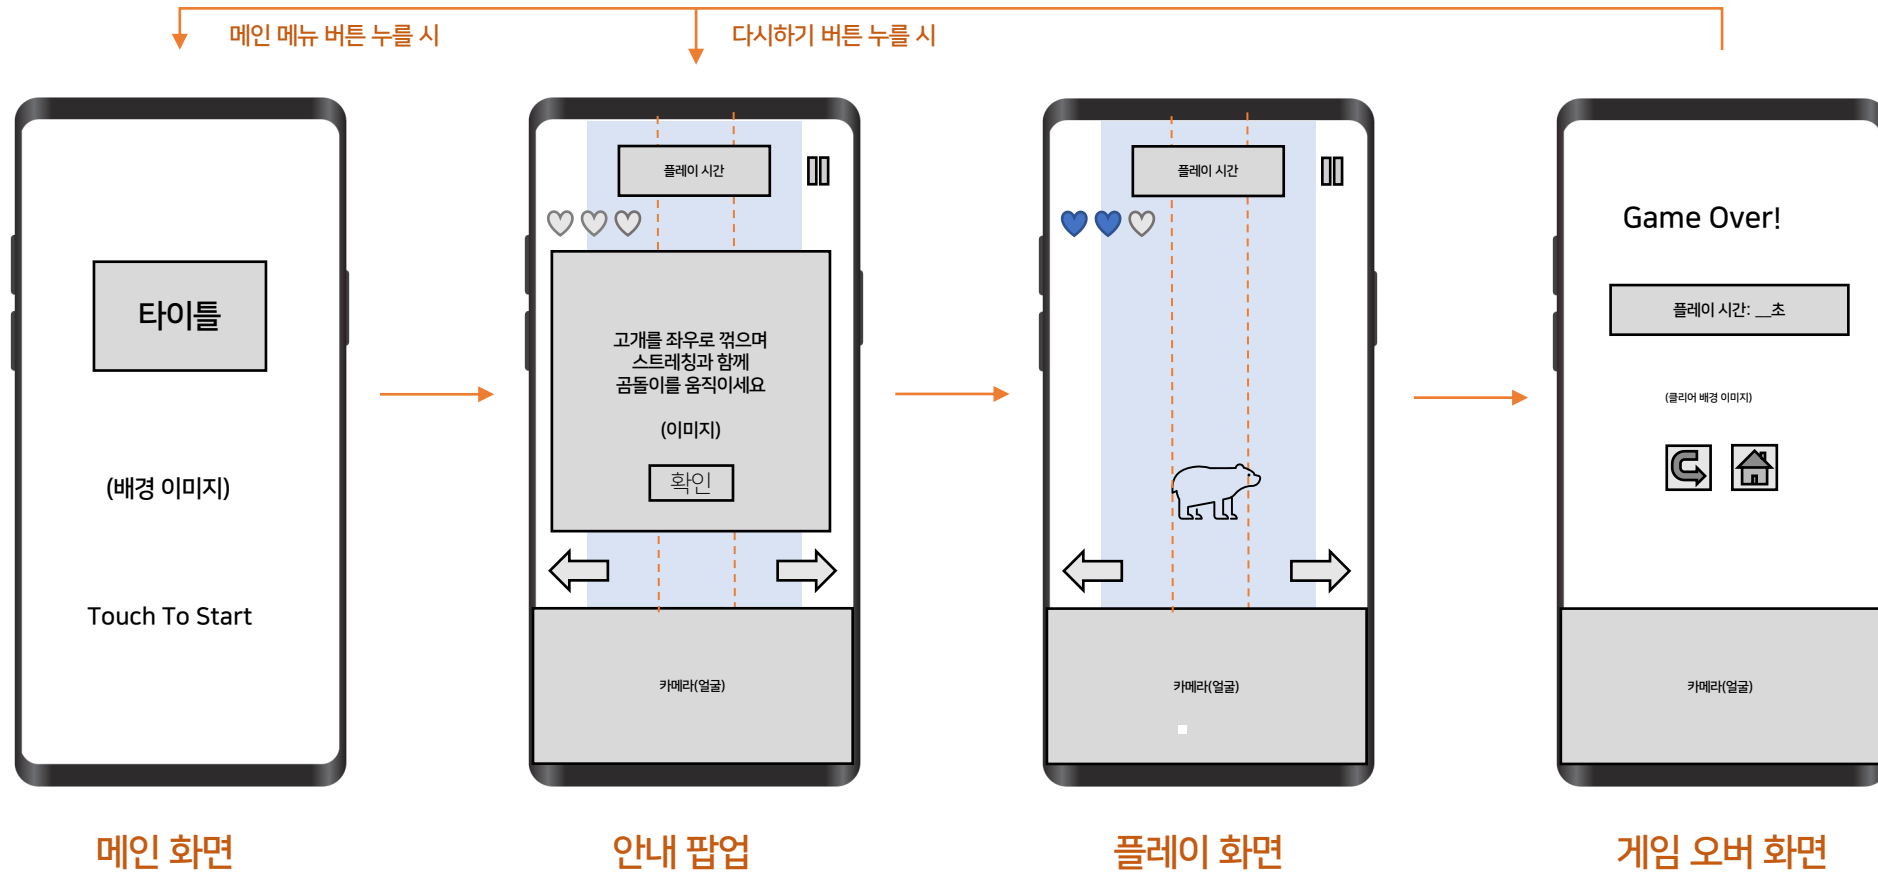 메인 메뉴 버튼 누를 시
다시하기 버튼 누를 시
타이틀
(배경 이미지)
Touch To Start
메인 화면
플레이 시간
고개를 좌우로 꺾으며
스트레칭과 함께
곰돌이를 움직이세요
(이미지)
확인
카메라(얼굴)
안내 팝업
플레이 시간
카메라(얼굴)
플레이 화면
Game Over!
플레이 시간: __초
(클리어 배경 이미지)
카메라(얼굴)
게임 오버 화면